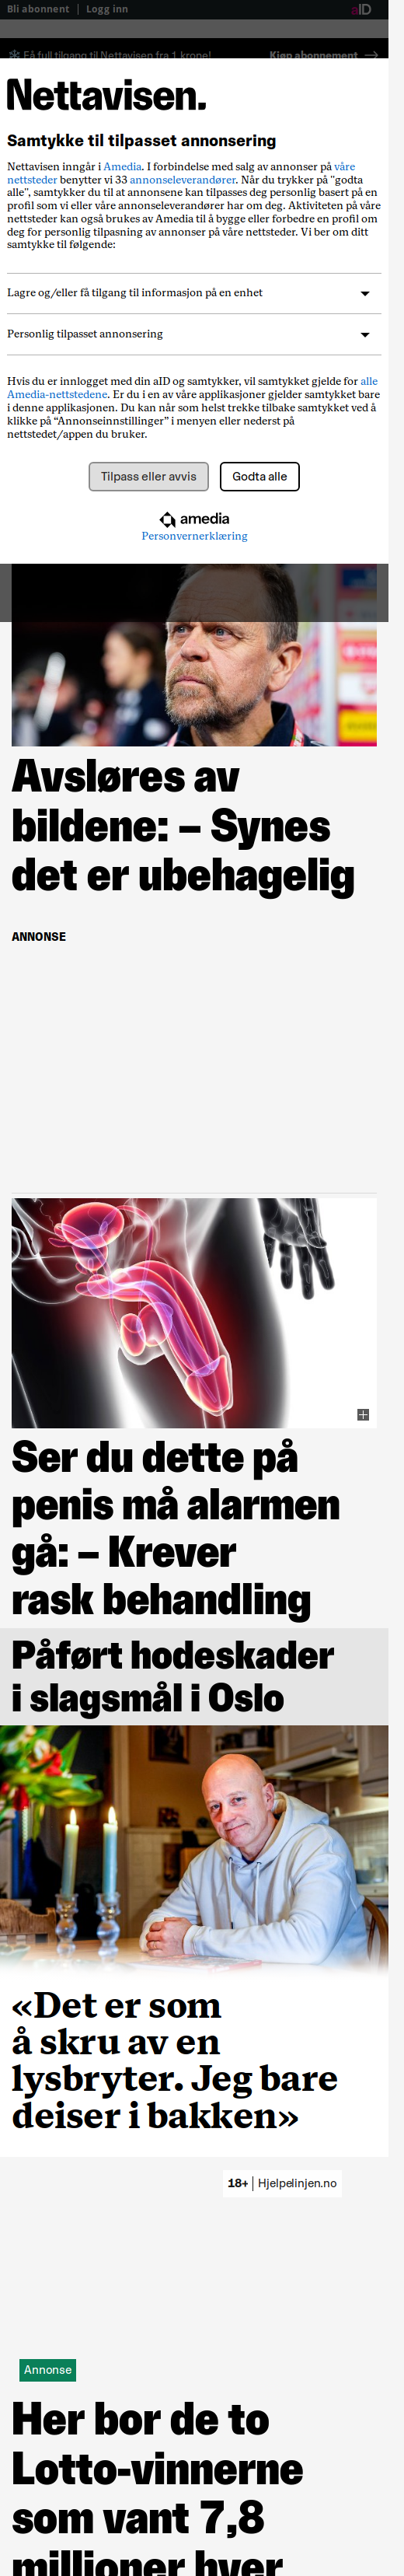 Bli abonnent | Logg inn
aID
Få full tilgang til Nettavisen fra 1 krone! Kjøp abonnement
Nettavisen.
Samtykke til tilpasset annonsering
Nettavisen inngår i Amedia. I forbindelse med salg av annonser på våre
nettsteder benytter vi 33 annonseleverandører. Når du trykker på "godta
alle", samtykker du til at annonsene kan tilpasses deg personlig basert på en
profil som vi eller våre annonseleverandører har om deg. Aktiviteten på våre
nettsteder kan også brukes av Amedia til å bygge eller forbedre en profil om
deg for personlig tilpasning av annonser på våre nettsteder. Vi ber om ditt
samtykke til følgende:
Lagre og/eller få tilgang til informasjon på en enhet
Personlig tilpasset annonsering
Hvis du er innlogget med din aID og samtykker, vil samtykket gjelde for alle
Amedia-nettstedene. Er du i en av våre applikasjoner gjelder samtykket bare
i denne applikasjonen. Du kan når som helst trekke tilbake samtykket ved å
klikke på “Annonseinnstillinger” i menyen eller nederst på
nettstedet/appen du bruker.
Tilpass eller avvis
Godta alle
amedia
Personvernerklæring
Avsløres av
bildene: – Synes
det er ubehagelig
ANNONSE
Ser du dette på
penis må alarmen
gå: – Krever
rask behandling
Påført hodeskader
i slagsmål i Oslo
«Det er som
å skru av en
lysbryter. Jeg bare
deiser i bakken»
18+ | Hjelpelinjen.no
Annonse
Her bor de to
Lotto-vinnerne
som vant 7,8
millioner hver